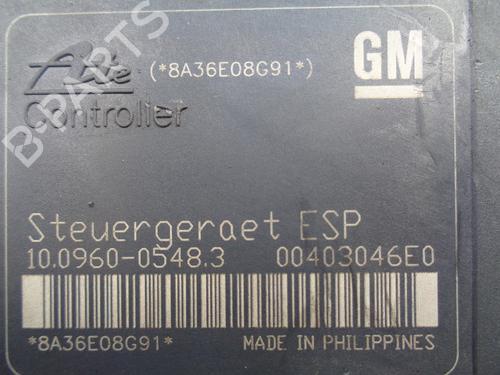 Ate (*8A36E08G91*) GM
Controller
B PARTS
Steuergeraet ESP
10.0960-0548.3 00403046E0
*8A36E08G91* MADE IN PHILIPPINES